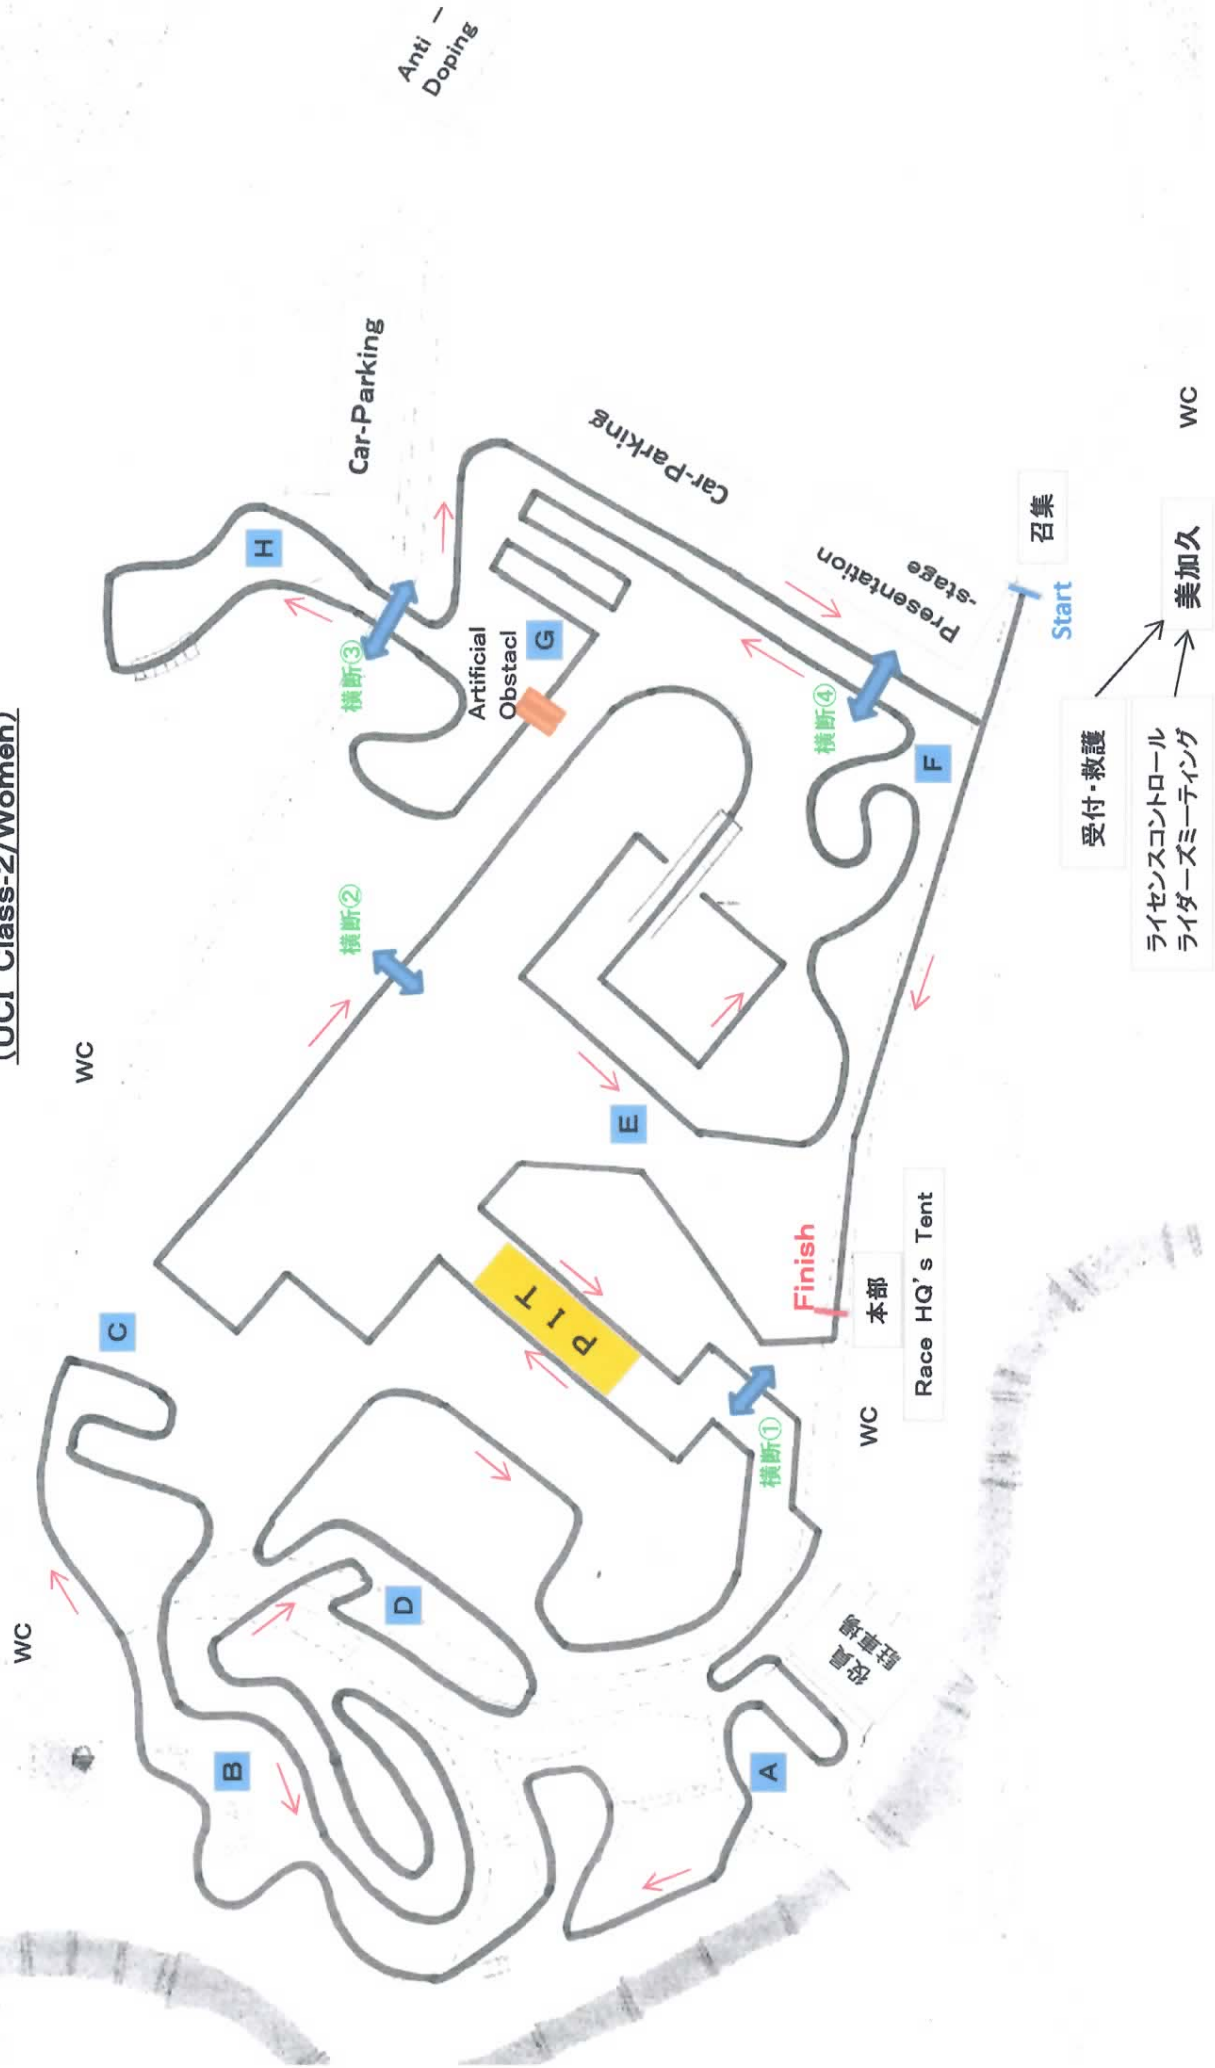 (UCI Class-2/Women)
WC
WC
C
B
D
A
役員
駐車場
横断②
横断③
H
Car-Parking
Anti －
Doping
Artificial
Obstacl
G
Car-Parking
Presentation
-stage
横断④
F
E
PIT
横断①
Finish
WC
本部
Race HQ's Tent
Start
召集
受付・救護
ライセンスコントロール
ライダーズミーティング
美加久
WC